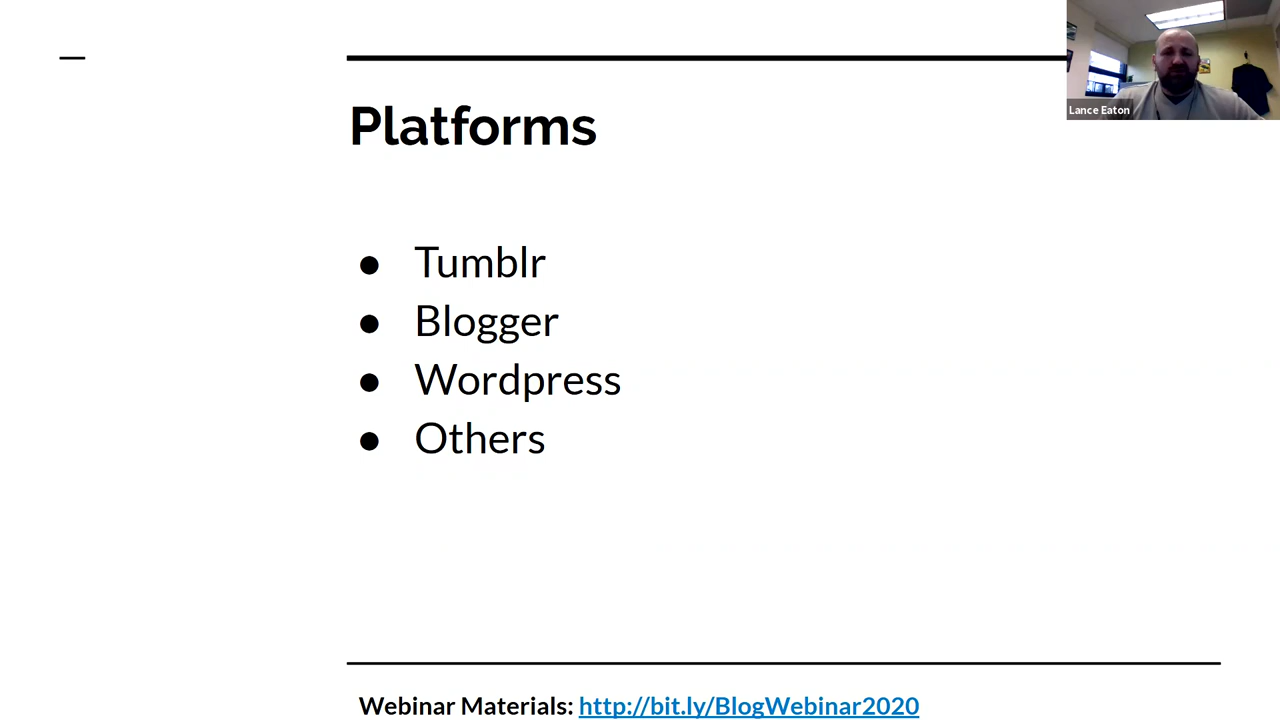 Lance Eaton
Platforms
● Tumblr
● Blogger
● Wordpress
● Others
Webinar Materials: http://bit.ly/BlogWebinar2020